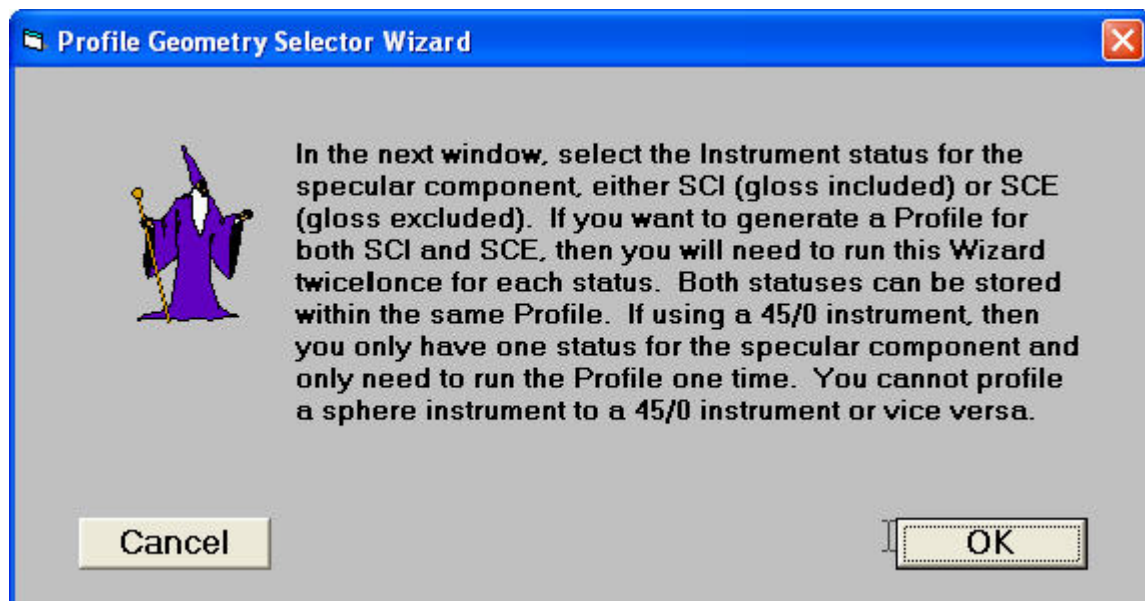 Profile Geometry Selector Wizard
In the next window, select the Instrument status for the
specular component, either SCI (gloss included) or SCE
(gloss excluded).  If you want to generate a Profile for
both SCI and SCE, then you will need to run this Wizard
twiceIonce for each status.  Both statuses can be stored
within the same Profile.  If using a 45/0 instrument, then
you only have one status for the specular component and
only need to run the Profile one time.  You cannot profile
a sphere instrument to a 45/0 instrument or vice versa.
Cancel
OK